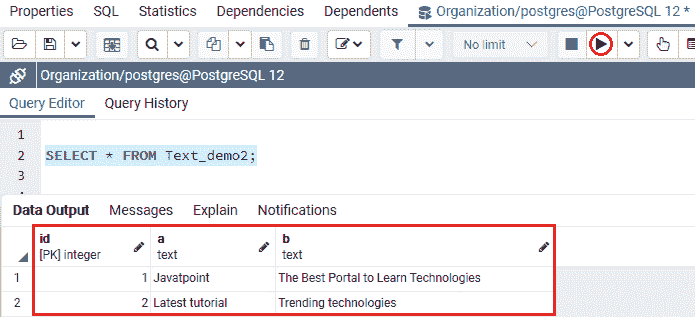 Properties SQL Statistics Dependencies Dependents Organization/postgres@PostgreSQL 12 *
No limit
Organization/postgres@PostgreSQL 12
Query Editor Query History
1
2 SELECT * FROM Text_demo2;
3
Data Output Messages Explain Notifications
id a b
[PK] integer text text
1 1 Javatpoint The Best Portal to Learn Technologies
2 2 Latest tutorial Trending technologies